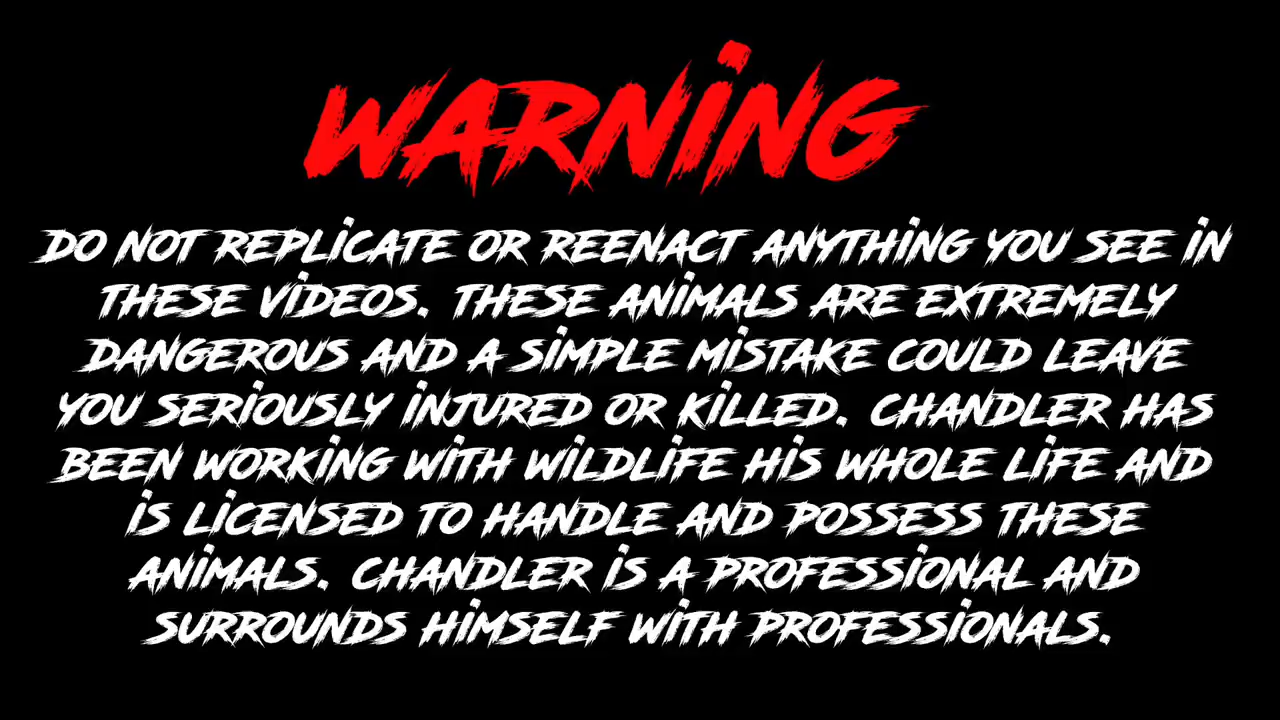 WARNING
DO NOT REPLICATE OR REENACT ANYTHING YOU SEE IN
THESE VIDEOS. THESE ANIMALS ARE EXTREMELY
DANGEROUS AND A SIMPLE MISTAKE COULD LEAVE
YOU SERIOUSLY INJURED OR KILLED. CHANDLER HAS
BEEN WORKING WITH WILDLIFE HIS WHOLE LIFE AND
IS LICENSED TO HANDLE AND POSSESS THESE
ANIMALS. CHANDLER IS A PROFESSIONAL AND
SURROUNDS HIMSELF WITH PROFESSIONALS.